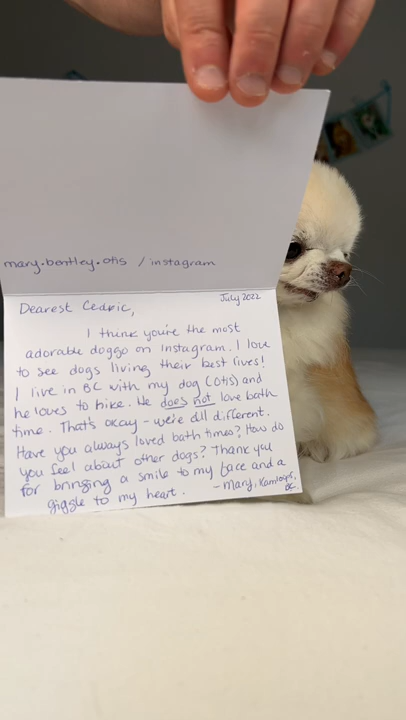 mary.bentley.otis / instagram
July 2022
Dearest Cedric,
I think you're the most
adorable doggo on Instagram. I love
to see dogs living their best lives!
I live in BC with my dog (Otis) and
he loves to hike. He does not love bath
time. That's okay - we're all different.
Have you always loved bath times? How do
you feel about other dogs? Thank you
for bringing a smile to my face and a
giggle to my heart. - Mary, Kamloops,
BC.